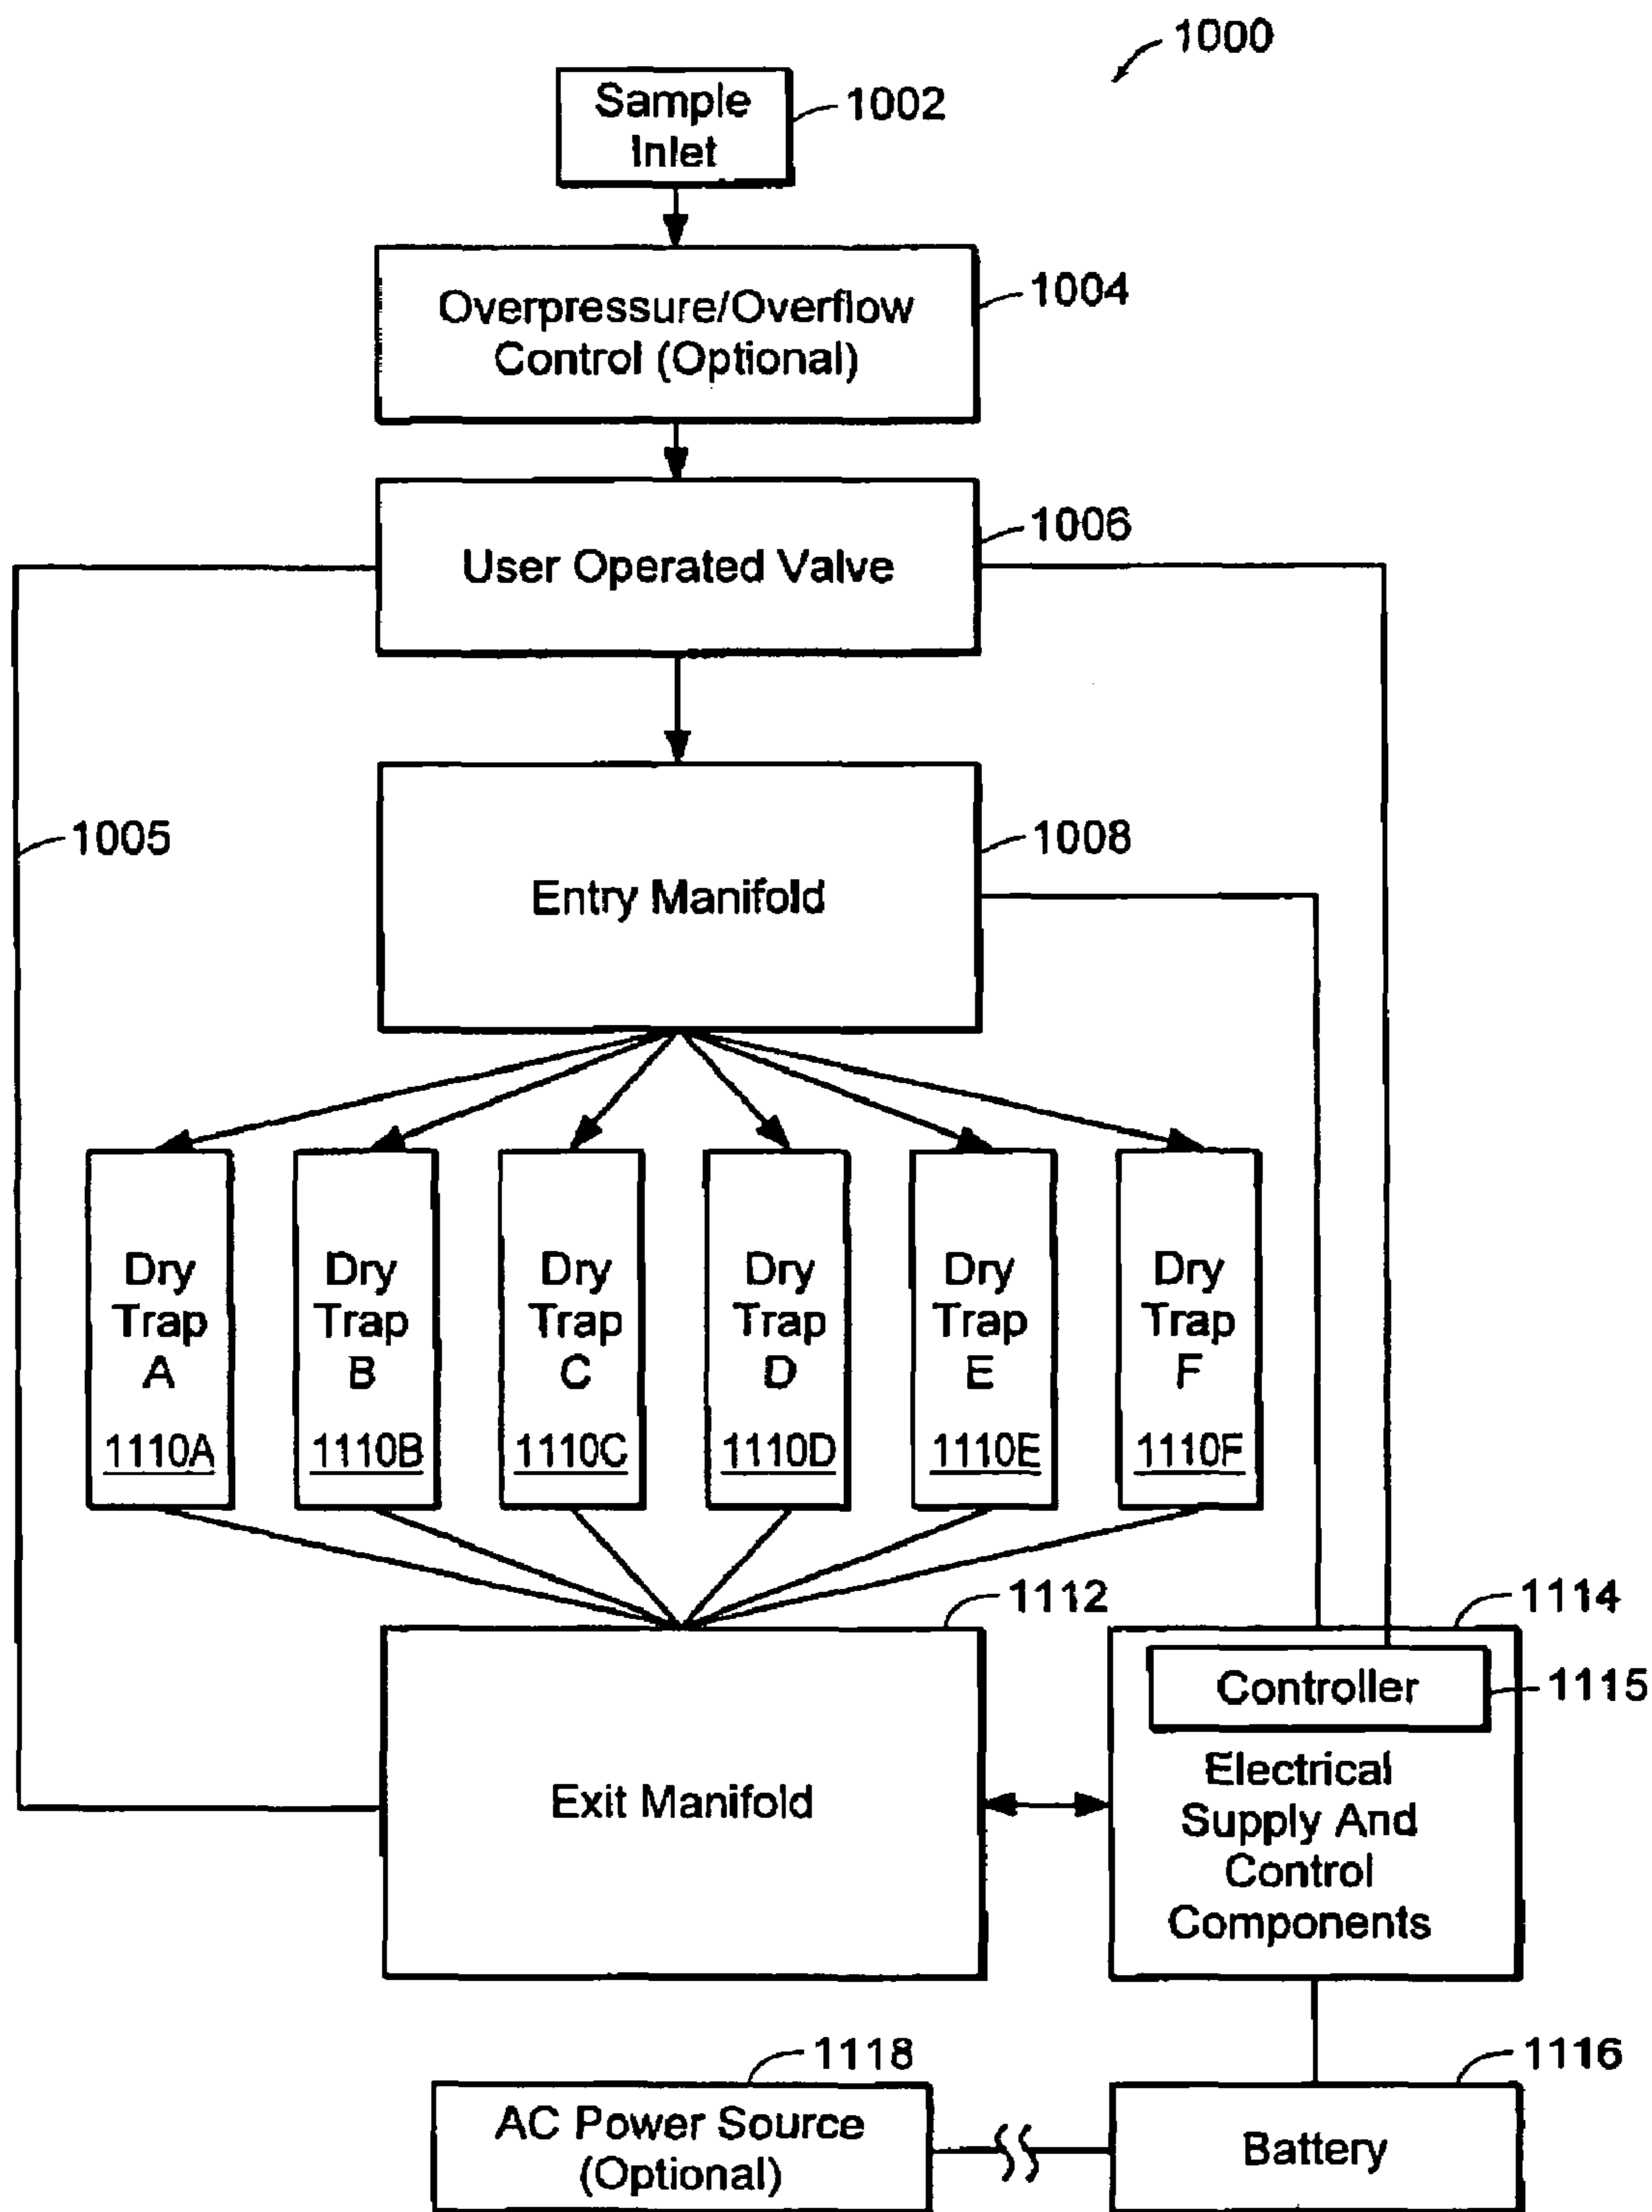 1000
Sample
Inlet
1002
Overpressure/Overflow
Control (Optional)
1004
User Operated Valve
1006
1005
Entry Manifold
1008
Dry
Trap
A
1110A
Dry
Trap
B
1110B
Dry
Trap
C
1110C
Dry
Trap
D
1110D
Dry
Trap
E
1110E
Dry
Trap
F
1110F
Exit Manifold
1112
1114
Controller
1115
Electrical
Supply And
Control
Components
AC Power Source
(Optional)
1118
Battery
1116